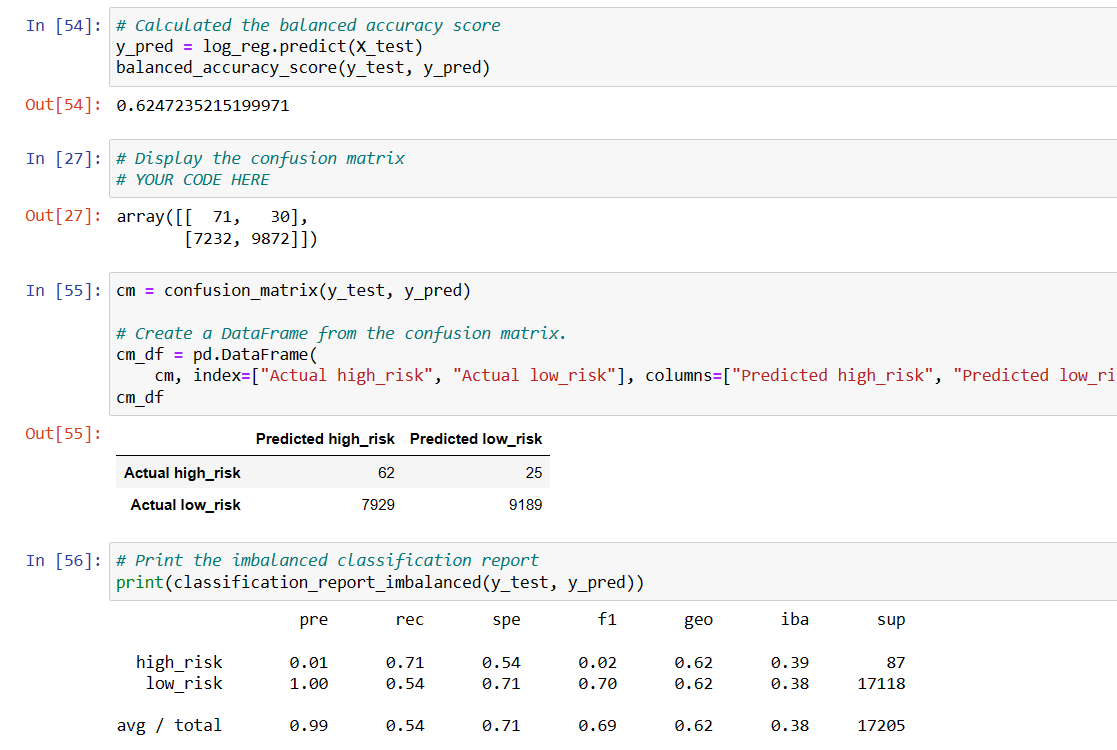 In [54]: # Calculated the balanced accuracy score
y_pred = log_reg.predict(X_test)
balanced_accuracy_score(y_test, y_pred)
Out[54]: 0.6247235215199971
In [27]: # Display the confusion matrix
# YOUR CODE HERE
Out[27]: array([[  71,   30],
       [7232, 9872]])
In [55]: cm = confusion_matrix(y_test, y_pred)
# Create a DataFrame from the confusion matrix.
cm_df = pd.DataFrame(
    cm, index=["Actual high_risk", "Actual low_risk"], columns=["Predicted high_risk", "Predicted low_ri
cm_df
Out[55]:
Predicted high_risk Predicted low_risk
Actual high_risk 62 25
Actual low_risk 7929 9189
In [56]: # Print the imbalanced classification report
print(classification_report_imbalanced(y_test, y_pred))
pre rec spe f1 geo iba sup
high_risk 0.01 0.71 0.54 0.02 0.62 0.39 87
low_risk 1.00 0.54 0.71 0.70 0.62 0.38 17118
avg / total 0.99 0.54 0.71 0.69 0.62 0.38 17205